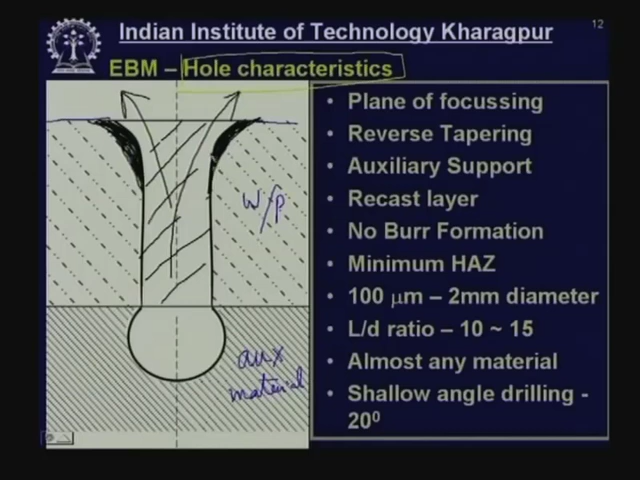 12
Indian Institute of Technology Kharagpur
EBM – Hole characteristics
• Plane of focussing
• Reverse Tapering
• Auxiliary Support
• Recast layer
• No Burr Formation
• Minimum HAZ
• 100 μm – 2mm diameter
• L/d ratio – 10 ~ 15
• Almost any material
• Shallow angle drilling -
20⁰
w/p
aux
material